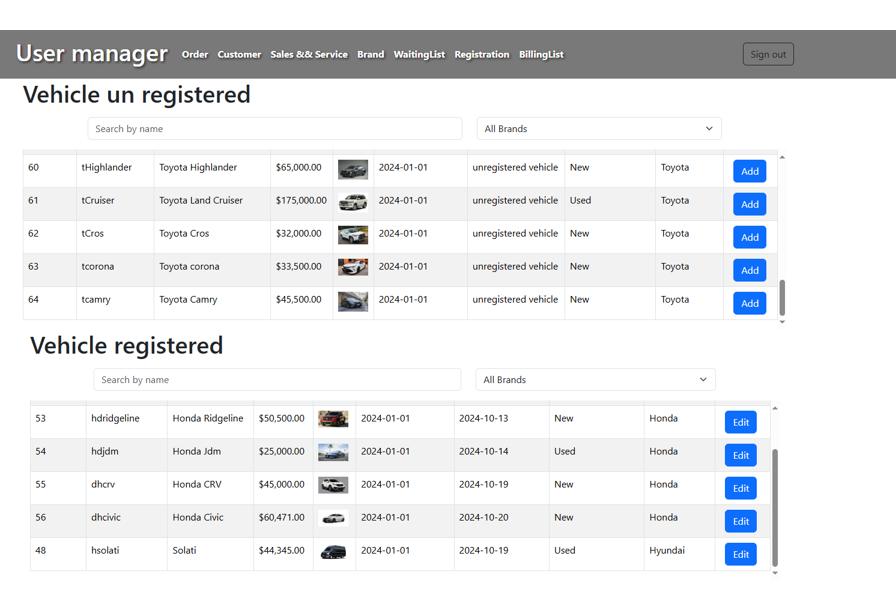 User manager Order Customer Sales && Service Brand WaitingList Registration BillingList Sign out
Vehicle un registered
Search by name All Brands
60 tHighlander Toyota Highlander $65,000.00 2024-01-01 unregistered vehicle New Toyota Add
61 tCruiser Toyota Land Cruiser $175,000.00 2024-01-01 unregistered vehicle Used Toyota Add
62 tCros Toyota Cros $32,000.00 2024-01-01 unregistered vehicle New Toyota Add
63 tcorona Toyota corona $33,500.00 2024-01-01 unregistered vehicle New Toyota Add
64 tcamry Toyota Camry $45,500.00 2024-01-01 unregistered vehicle New Toyota Add
Vehicle registered
Search by name All Brands
53 hdridgeline Honda Ridgeline $50,500.00 2024-01-01 2024-10-13 New Honda Edit
54 hdjdm Honda Jdm $25,000.00 2024-01-01 2024-10-14 Used Honda Edit
55 dhcrv Honda CRV $45,000.00 2024-01-01 2024-10-19 New Honda Edit
56 dhcivic Honda Civic $60,471.00 2024-01-01 2024-10-20 New Honda Edit
48 hsolati Solati $44,345.00 2024-01-01 2024-10-19 Used Hyundai Edit